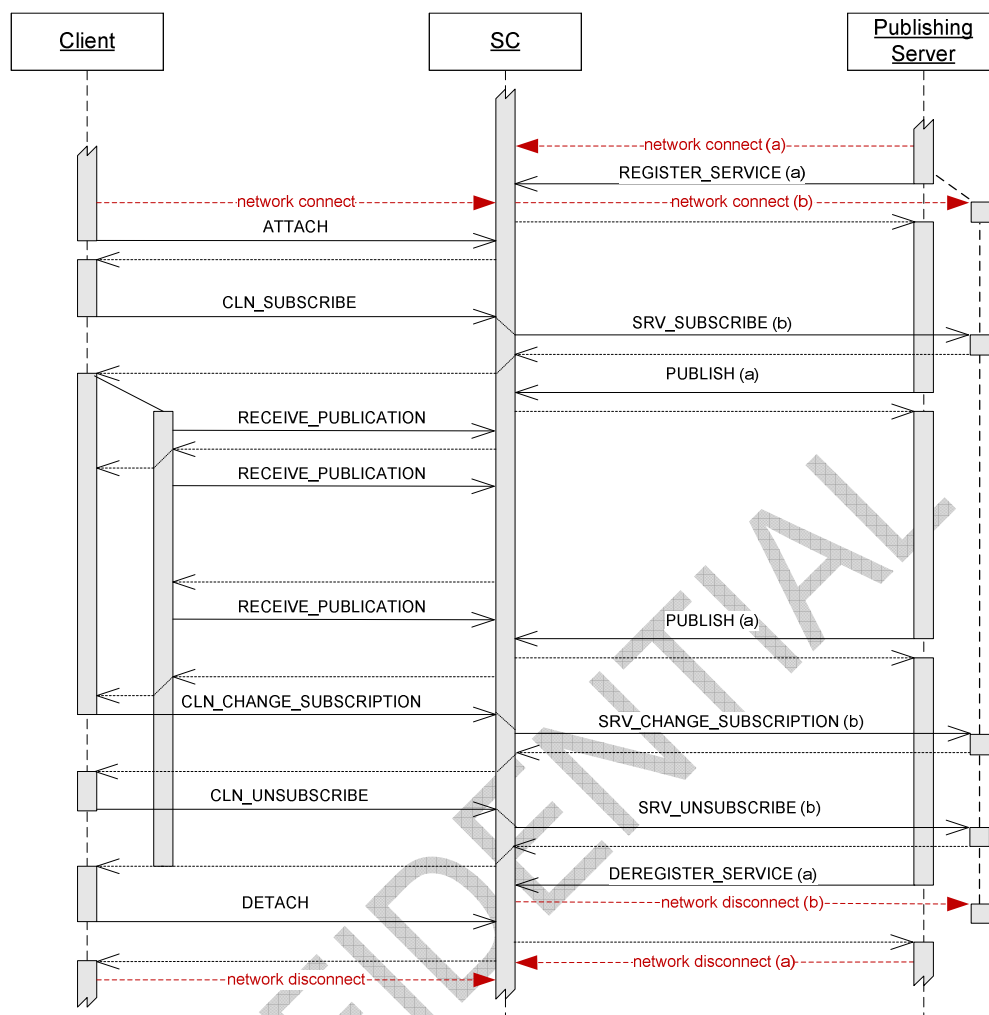 Client
SC
Publishing
Server
network connect (a)
REGISTER_SERVICE (a)
network connect
network connect (b)
ATTACH
CLN_SUBSCRIBE
SRV_SUBSCRIBE (b)
PUBLISH (a)
RECEIVE_PUBLICATION
RECEIVE_PUBLICATION
RECEIVE_PUBLICATION
PUBLISH (a)
CLN_CHANGE_SUBSCRIPTION
SRV_CHANGE_SUBSCRIPTION (b)
CLN_UNSUBSCRIBE
SRV_UNSUBSCRIBE (b)
DEREGISTER_SERVICE (a)
DETACH
network disconnect (b)
network disconnect (a)
network disconnect
FIDENTIAL